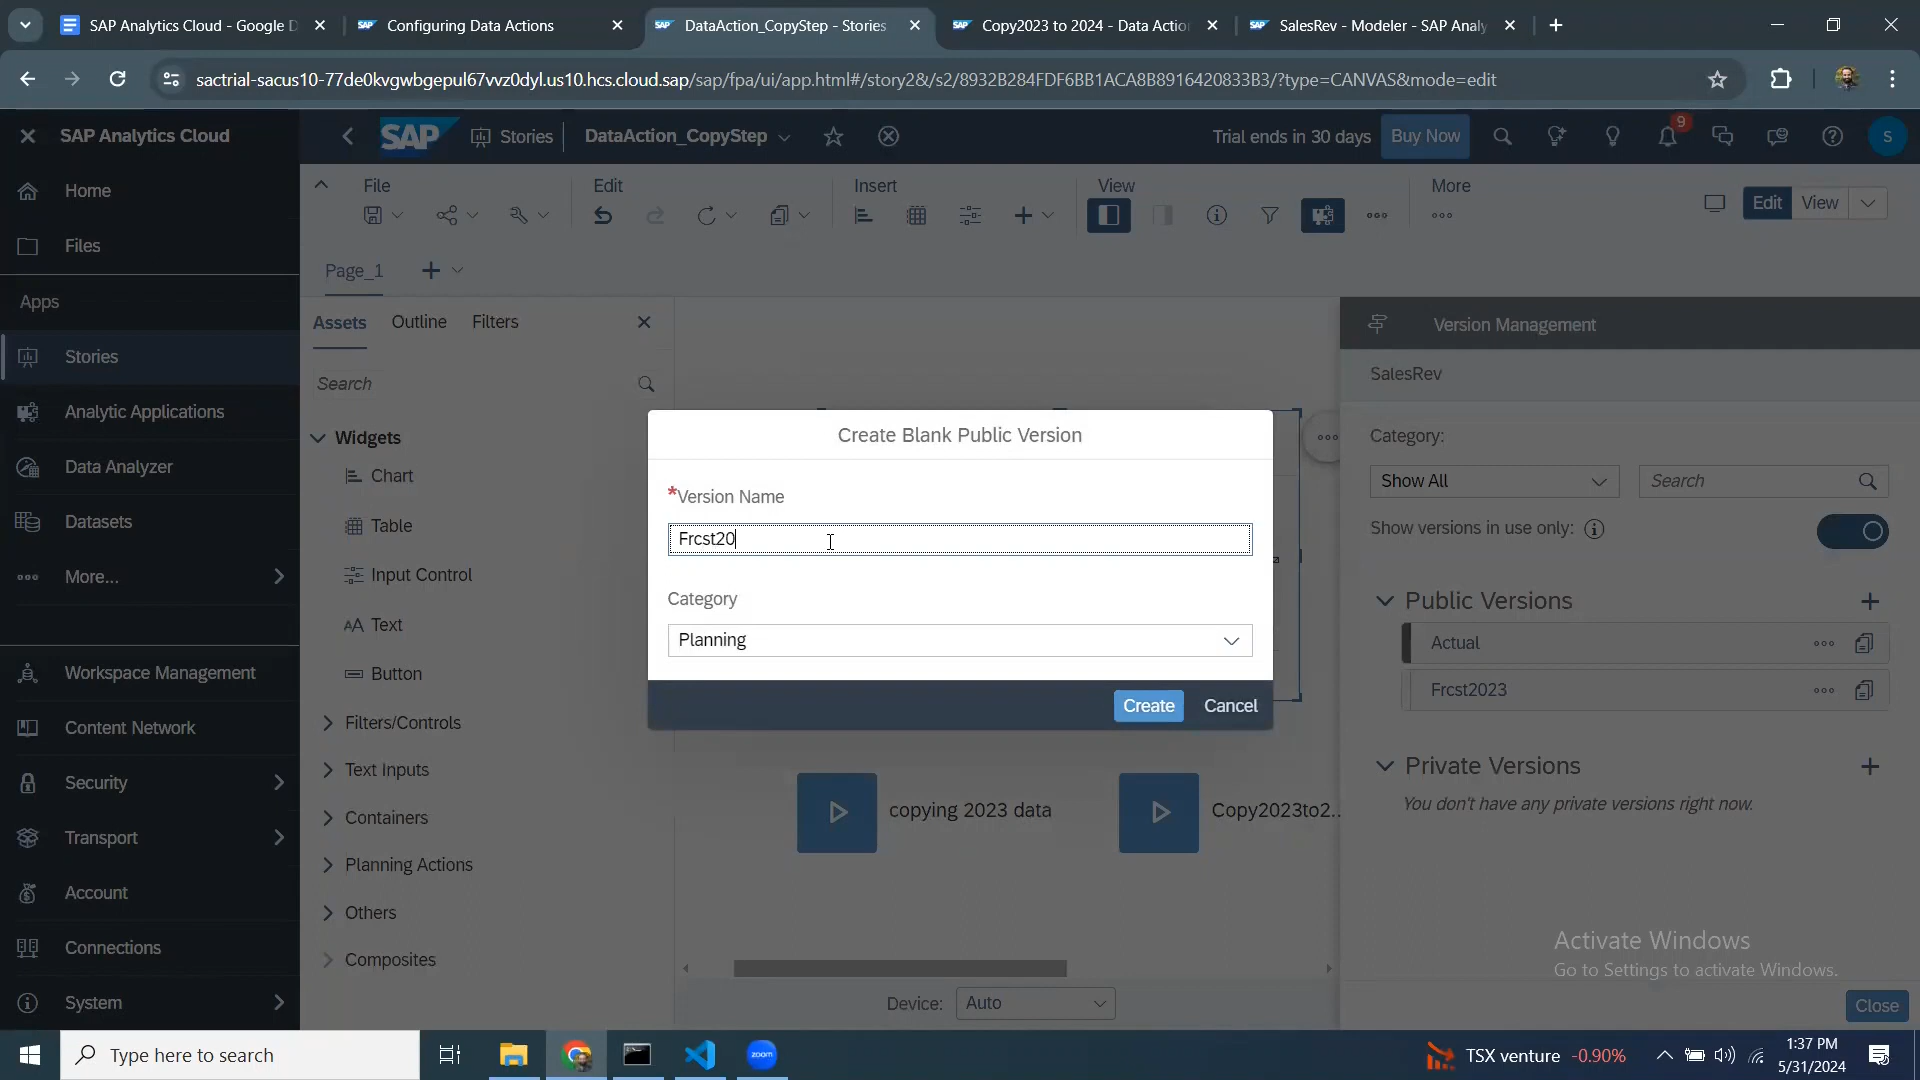 SAP Analytics Cloud - Google D
Configuring Data Actions
DataAction_CopyStep - Stories
Copy2023 to 2024 - Data Actio
SalesRev - Modeler - SAP Analy
sactrial-sacus10-77de0kvgwbgepul67vvz0dyl.us10.hcs.cloud.sap/sap/fpa/ui/app.html#/story2&/s2/8932B284FDF6BB1ACA8B8916420833B3/?type=CANVAS&mode=edit
SAP Analytics Cloud
SAP
Stories
DataAction_CopyStep
Trial ends in 30 days
Buy Now
9
S
Home
Files
Apps
Stories
Analytic Applications
Data Analyzer
Datasets
More...
Workspace Management
Content Network
Security
Transport
Account
Connections
System
File
Edit
Insert
View
More
Edit
View
Page_1
Assets
Outline
Filters
Search
Widgets
Chart
Table
Input Control
Text
Button
Filters/Controls
Text Inputs
Containers
Planning Actions
Others
Composites
Create Blank Public Version
*Version Name
Frcst20
Category
Planning
Create
Cancel
copying 2023 data
Copy2023to2...
Device:
Auto
Version Management
SalesRev
Category:
Show All
Search
Show versions in use only:
Public Versions
Actual
Frcst2023
Private Versions
You don't have any private versions right now.
Activate Windows
Go to Settings to activate Windows.
Close
Type here to search
zoom
TSX venture -0.90%
1:37 PM
5/31/2024